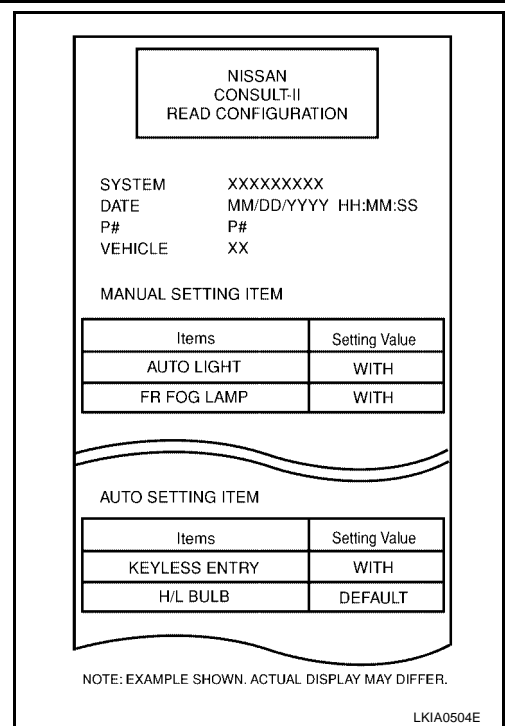 NISSAN
CONSULT-II
READ CONFIGURATION
SYSTEM XXXXXXXXX
DATE MM/DD/YYYY HH:MM:SS
P# P#
VEHICLE XX
MANUAL SETTING ITEM
Items Setting Value
AUTO LIGHT WITH
FR FOG LAMP WITH
AUTO SETTING ITEM
Items Setting Value
KEYLESS ENTRY WITH
H/L BULB DEFAULT
NOTE: EXAMPLE SHOWN. ACTUAL DISPLAY MAY DIFFER.
LKIA0504E